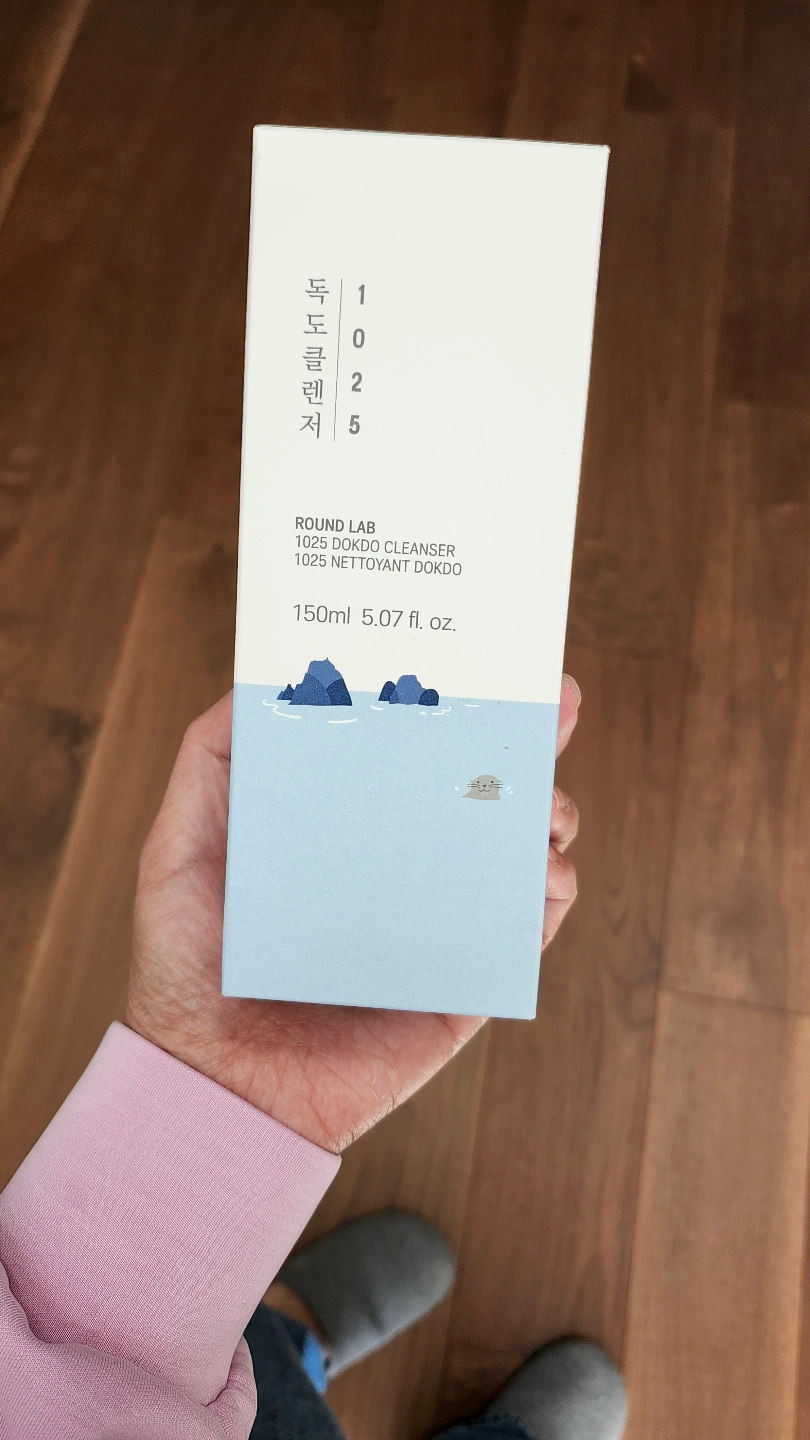 독도클렌저
1025
ROUND LAB
1025 DOKDO CLEANSER
1025 NETTOYANT DOKDO
150ml 5.07 fl. oz.